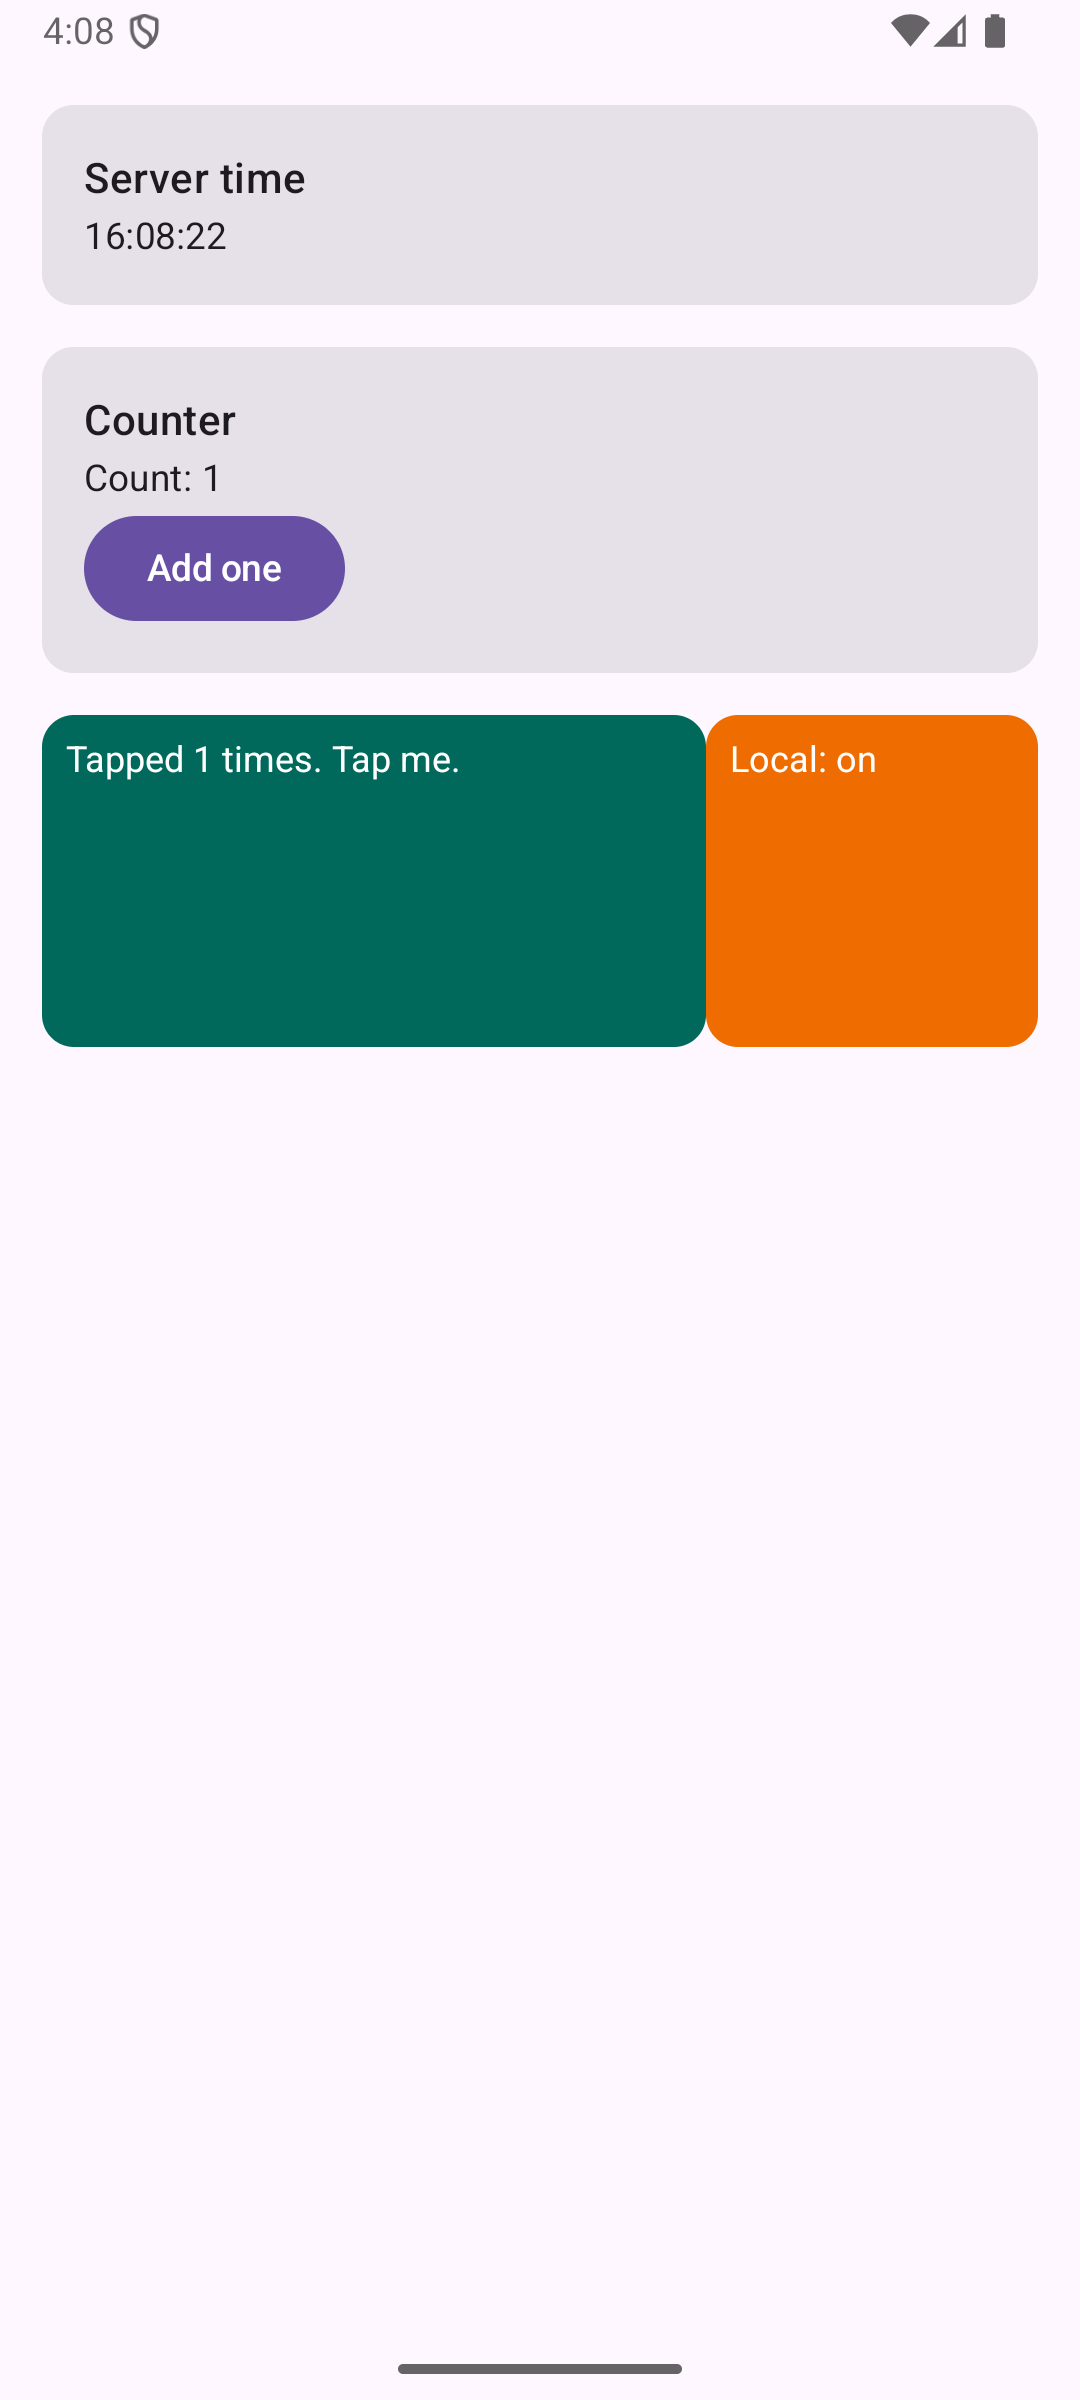 4:08
Server time
16:08:22
Counter
Count: 1
Add one
Tapped 1 times. Tap me.
Local: on